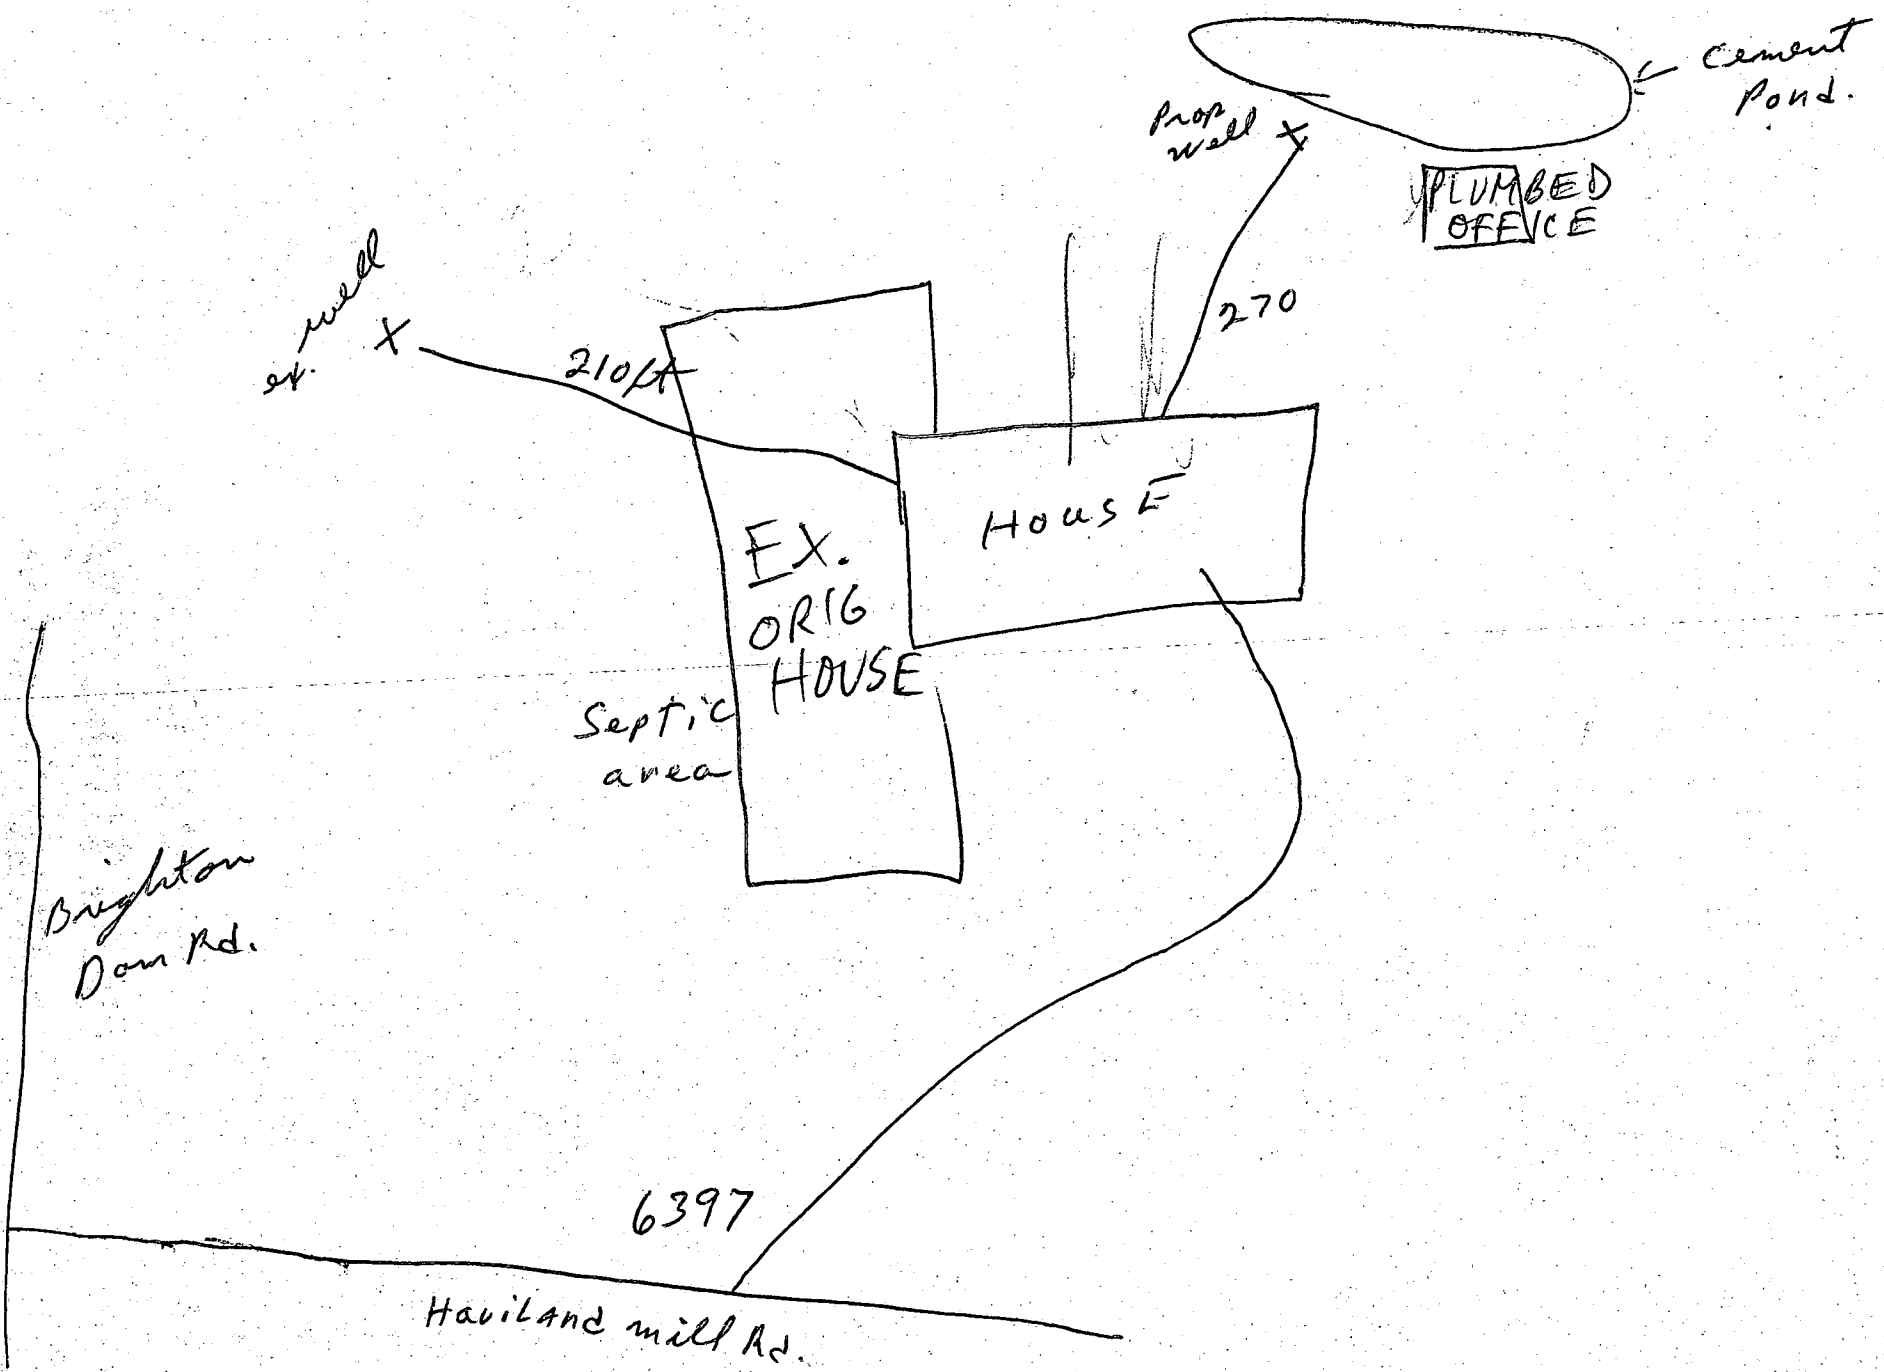 Cement
Pond.
Prop
well X
PLUMBED
OFFICE
ex. well
X
210ft
270
House
EX.
ORIG
HOUSE
Septic
area
Brighton
Dam Rd.
6397
Haviland mill Rd.